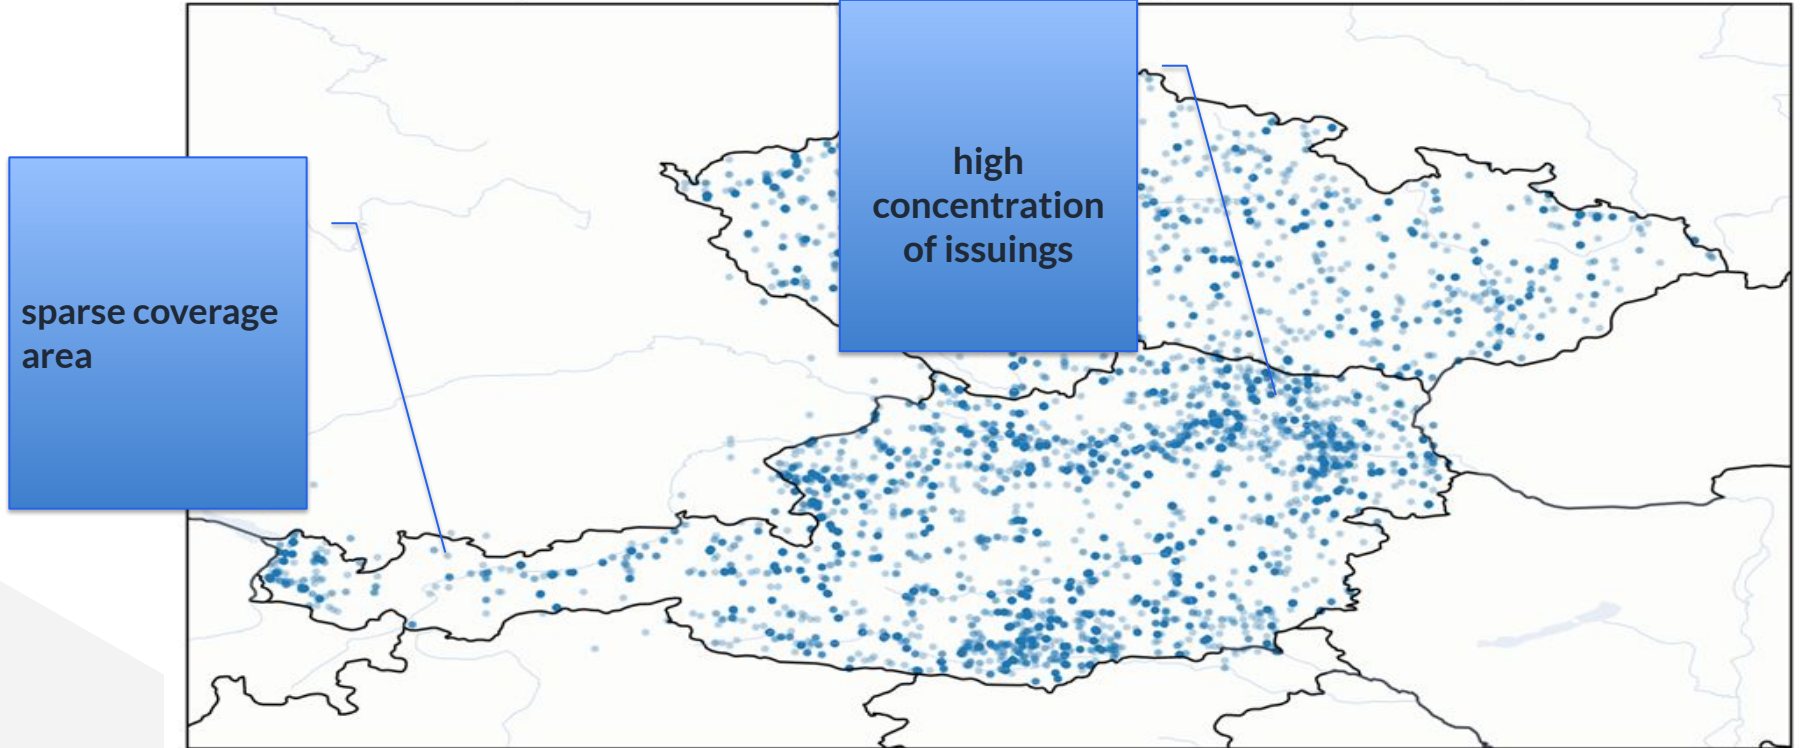 sparse coverage
area
high
concentration
of issuings